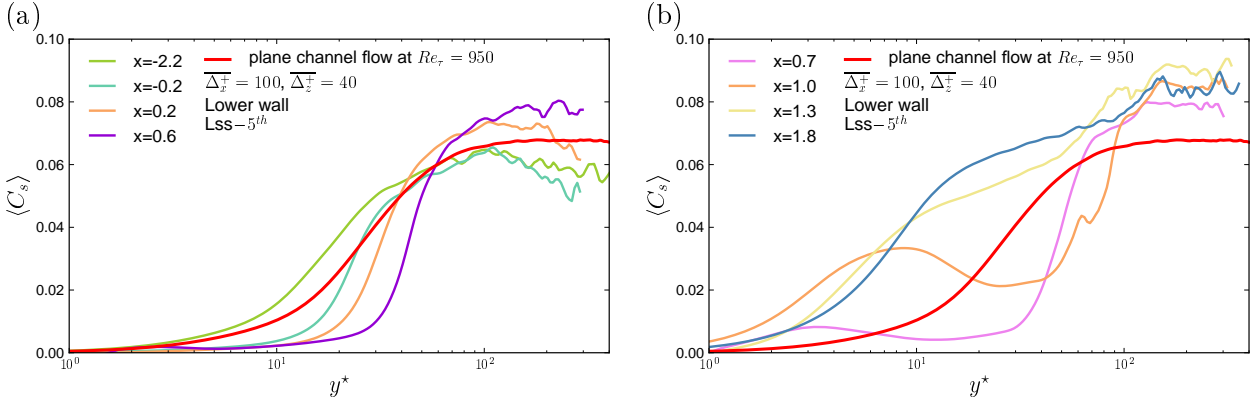 (a)
0.10
0.08
0.06
0.04
0.02
0.00
⟨C_s⟩
x=-2.2
x=-0.2
x=0.2
x=0.6
plane channel flow at Re_τ = 950
Δ_x^+ = 100, Δ_z^+ = 40
Lower wall
Lss−5^th
10^0
10^1
10^2
y^⋆
(b)
0.10
0.08
0.06
0.04
0.02
0.00
⟨C_s⟩
x=0.7
x=1.0
x=1.3
x=1.8
plane channel flow at Re_τ = 950
Δ_x^+ = 100, Δ_z^+ = 40
Lower wall
Lss−5^th
10^0
10^1
10^2
y^⋆